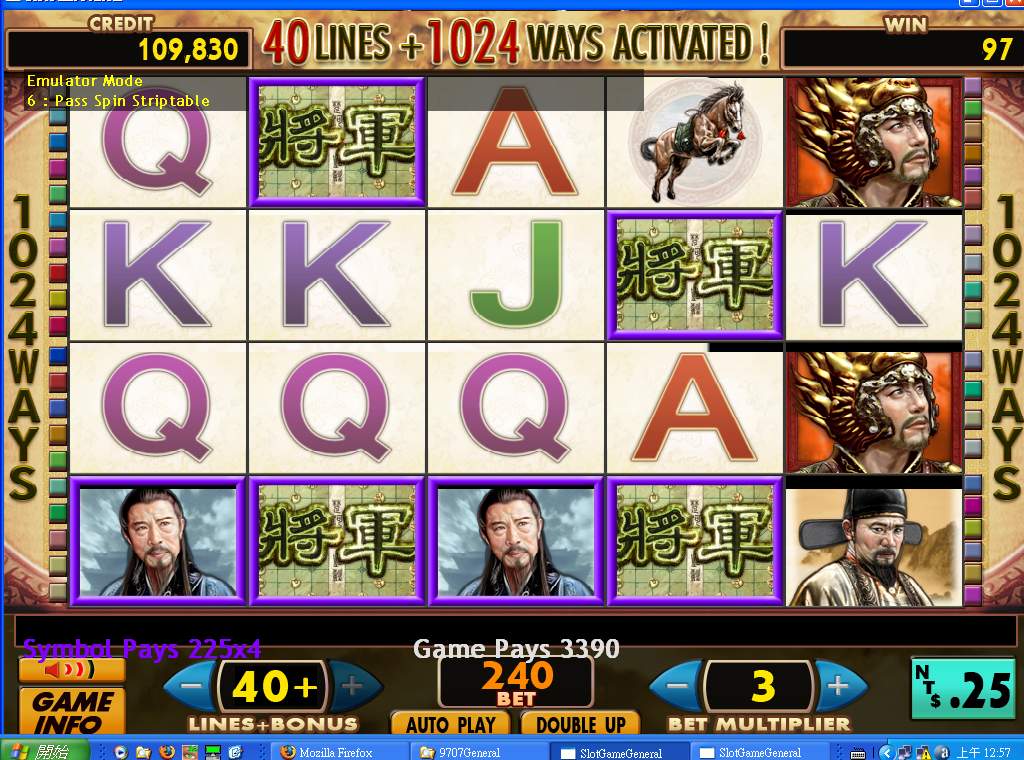 CREDIT
109,830
40 LINES + 1024 WAYS ACTIVATED !
WIN
97
Emulator Mode
6 : Pass Spin Striptable
Q 將軍 A
K K J 將軍 K
Q Q Q A
將軍 將軍
1024 WAYS
1024 WAYS
Symbol Pays 225x4
Game Pays 3390
GAME INFO
40+
LINES+BONUS
240
BET
AUTO PLAY
DOUBLE UP
3
BET MULTIPLIER
NT$ .25
開始
Mozilla Firefox
9707General
SlotGameGeneral
SlotGameGeneral
上午 12:57